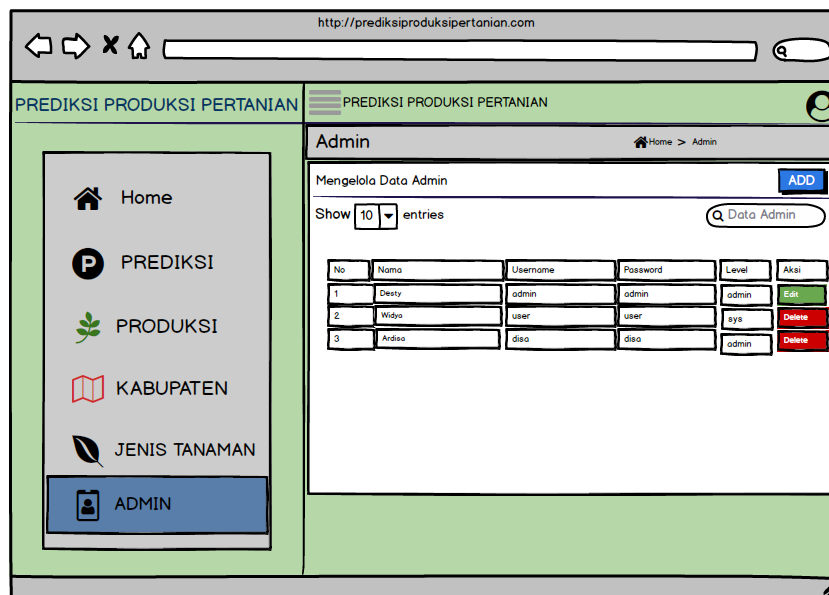 http://prediksiproduksipertanian.com
PREDIKSI PRODUKSI PERTANIAN
PREDIKSI PRODUKSI PERTANIAN
Home
P PREDIKSI
PRODUKSI
KABUPATEN
JENIS TANAMAN
ADMIN
Admin
Home > Admin
Mengelola Data Admin
ADD
Show 10 entries
Data Admin
No Nama Username Password Level Aksi
1 Desty admin admin admin Edit
2 Widya user user sys Delete
3 Ardisa disa disa admin Delete